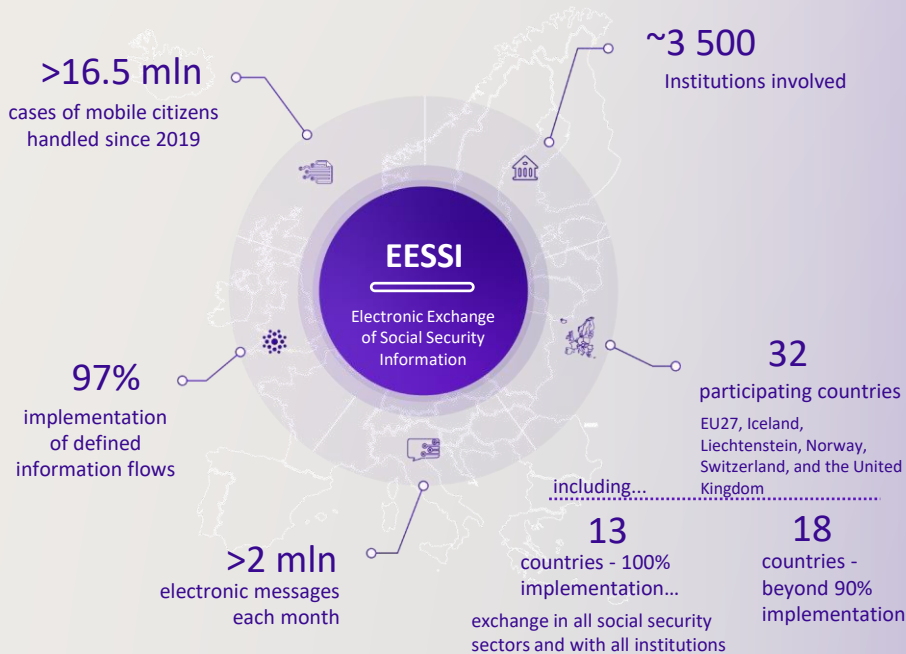 >16.5 mln
cases of mobile citizens
handled since 2019
~3 500
Institutions involved
EESSI
Electronic Exchange
of Social Security
Information
97%
implementation
of defined
information flows
32
participating countries
EU27, Iceland,
Liechtenstein, Norway,
Switzerland, and the United
Kingdom
including...
>2 mln
electronic messages
each month
13
countries - 100%
implementation...
exchange in all social security
sectors and with all institutions
18
countries -
beyond 90%
implementation